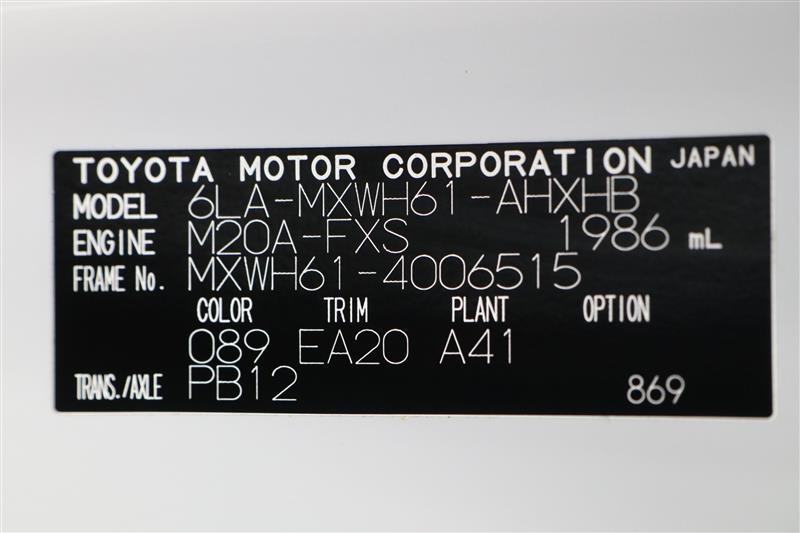 TOYOTA MOTOR CORPORATION JAPAN
MODEL 6LA-MXWH61-AHXHB
ENGINE M20A-FXS 1986 mL
FRAME No. MXWH61-4006515
COLOR TRIM PLANT OPTION
089 EA20 A41
TRANS./AXLE PB12 869